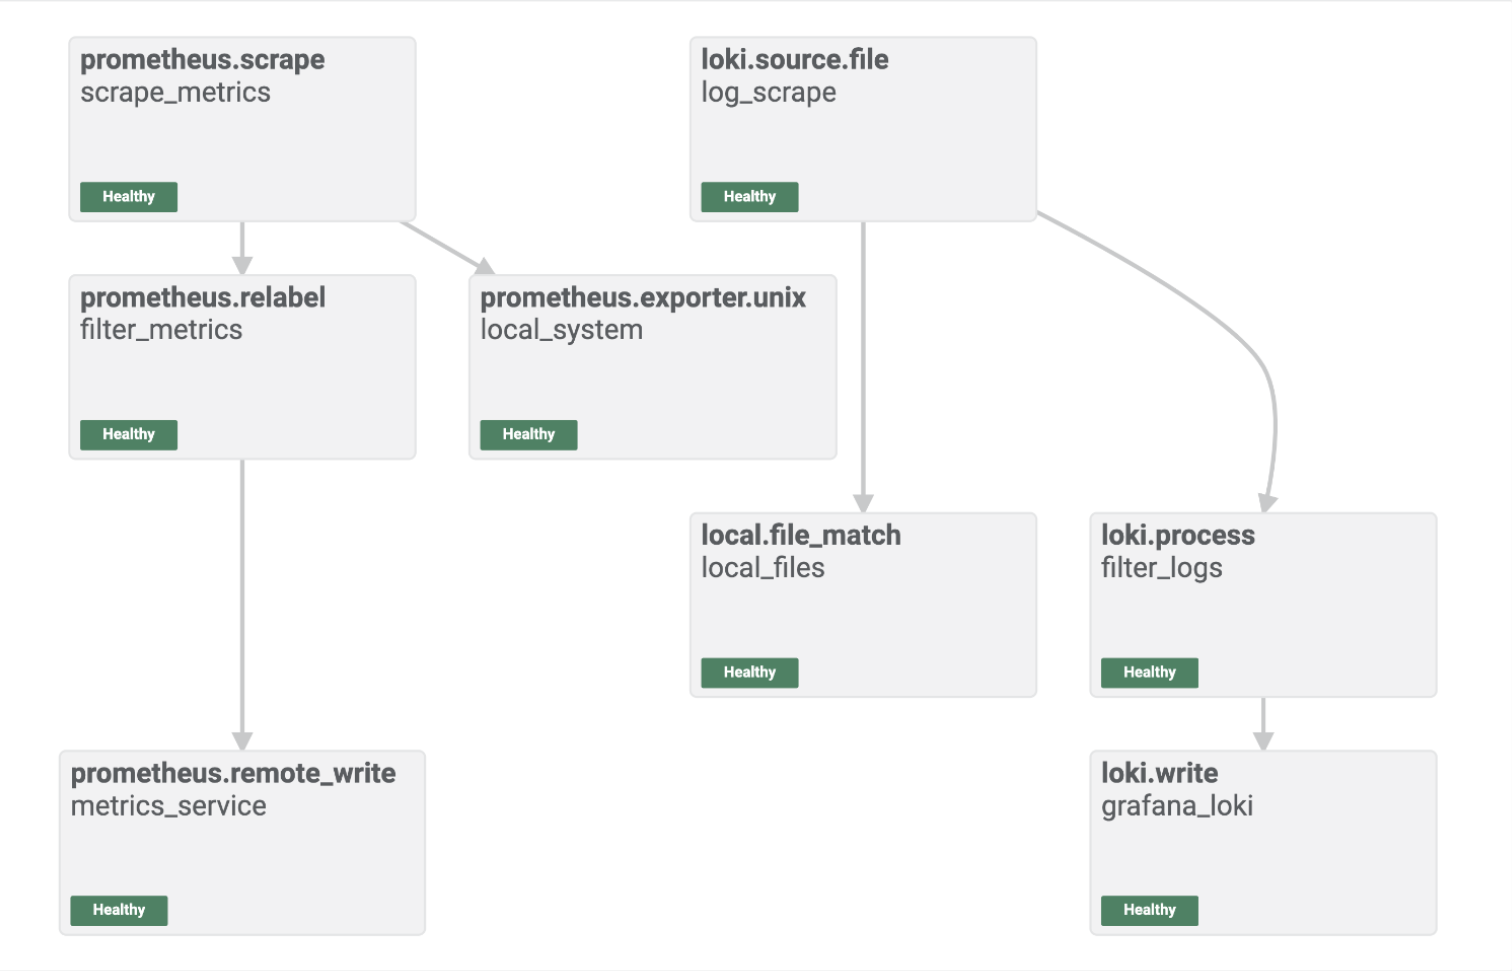 prometheus.scrape
scrape_metrics
Healthy
loki.source.file
log_scrape
Healthy
prometheus.relabel
filter_metrics
Healthy
prometheus.exporter.unix
local_system
Healthy
local.file_match
local_files
Healthy
loki.process
filter_logs
Healthy
prometheus.remote_write
metrics_service
Healthy
loki.write
grafana_loki
Healthy